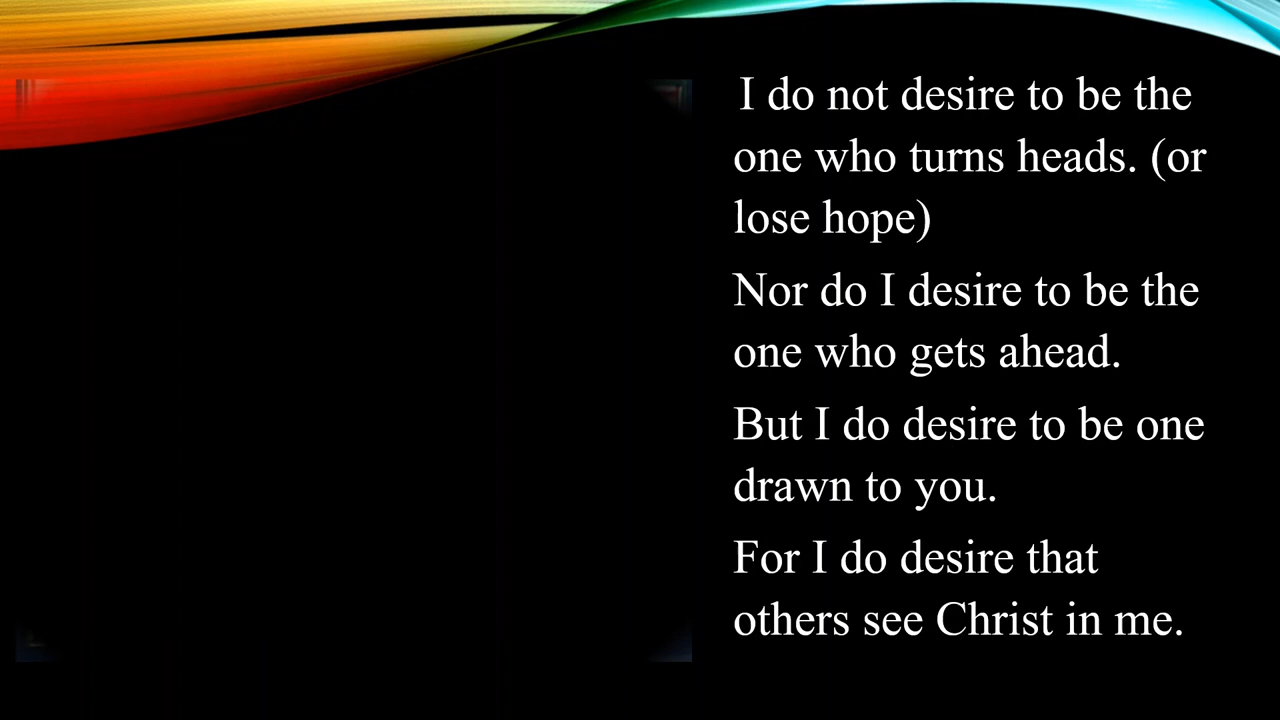 I do not desire to be the
one who turns heads. (or
lose hope)
Nor do I desire to be the
one who gets ahead.
But I do desire to be one
drawn to you.
For I do desire that
others see Christ in me.